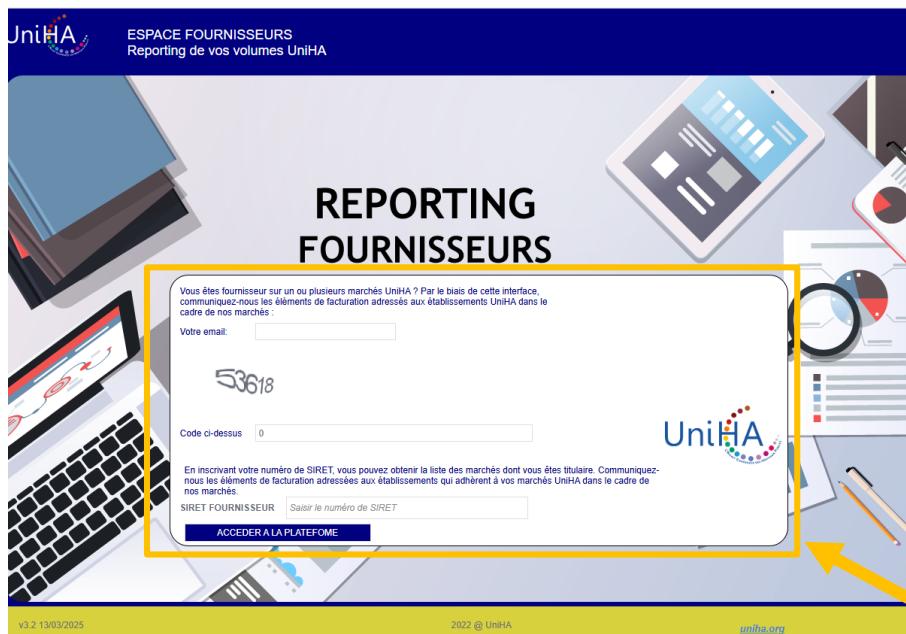 UniHA
ESPACE FOURNISSEURS
Reporting de vos volumes UniHA
REPORTING
FOURNISSEURS
Vous êtes fournisseur sur un ou plusieurs marchés UniHA ? Par le biais de cette interface,
communiquez-nous les éléments de facturation adressés aux établissements UniHA dans le
cadre de nos marchés :
Votre email:
53618
Code ci-dessus 0
UniHA
En inscrivant votre numéro de SIRET, vous pouvez obtenir la liste des marchés dont vous êtes titulaire. Communiquez-
nous les éléments de facturation adressées aux établissements qui adhèrent à vos marchés UniHA dans le cadre de
nos marchés.
SIRET FOURNISSEUR Saisir le numéro de SIRET
ACCEDER A LA PLATEFOME
v3.2 13/03/2025 2022 @ UniHA uniha.org